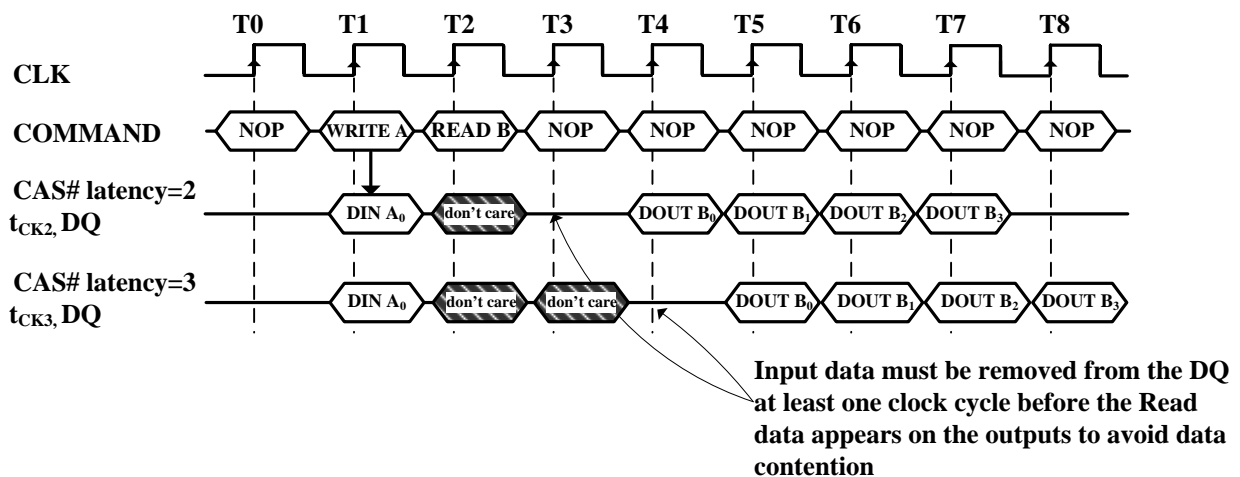 T0 T1 T2 T3 T4 T5 T6 T7 T8
CLK
COMMAND NOP WRITE A READ B NOP NOP NOP NOP NOP NOP
CAS# latency=2
tCK2, DQ DIN A0 don't care DOUT B0 DOUT B1 DOUT B2 DOUT B3
CAS# latency=3
tCK3, DQ DIN A0 don't care don't care DOUT B0 DOUT B1 DOUT B2 DOUT B3
Input data must be removed from the DQ
at least one clock cycle before the Read
data appears on the outputs to avoid data
contention